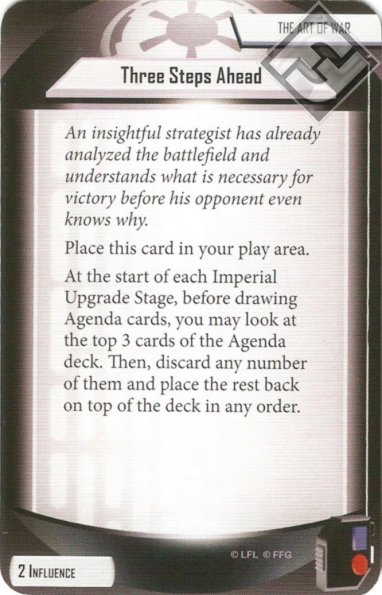 THE ART OF WAR
Three Steps Ahead
An insightful strategist has already
analyzed the battlefield and
understands what is necessary for
victory before his opponent even
knows why.
Place this card in your play area.
At the start of each Imperial
Upgrade Stage, before drawing
Agenda cards, you may look at
the top 3 cards of the Agenda
deck. Then, discard any number
of them and place the rest back
on top of the deck in any order.
© LFL © FFG
2 INFLUENCE